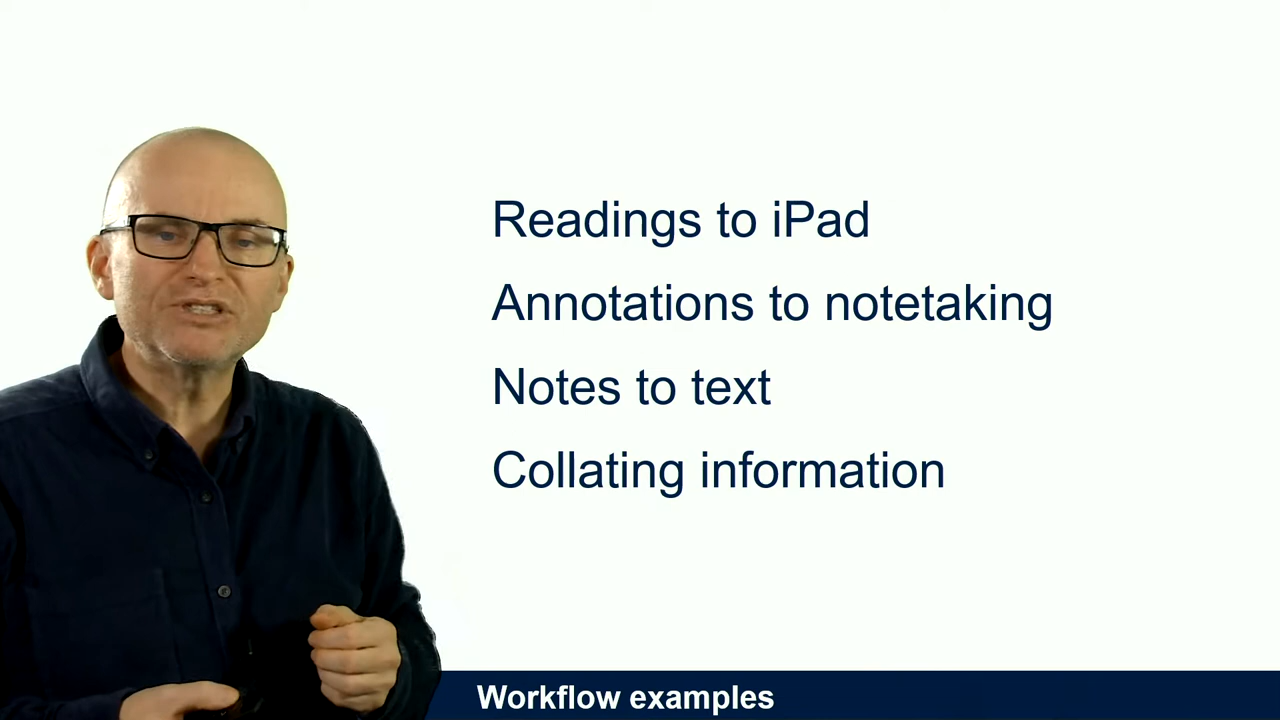 Readings to iPad
Annotations to notetaking
Notes to text
Collating information
Workflow examples